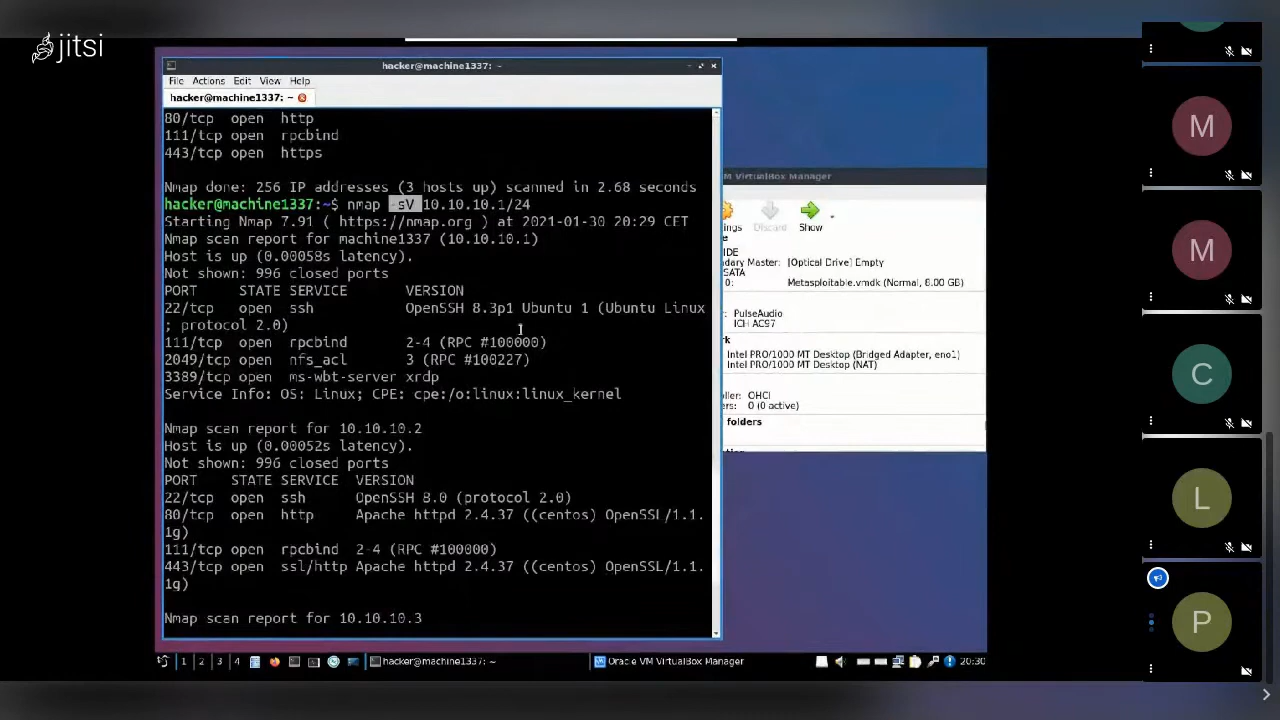 jitsi
hacker@machine1337: ~
File Actions Edit View Help
hacker@machine1337: ~
80/tcp open http
111/tcp open rpcbind
443/tcp open https
Nmap done: 256 IP addresses (3 hosts up) scanned in 2.68 seconds
hacker@machine1337:~$ nmap -sV 10.10.10.1/24
Starting Nmap 7.91 ( https://nmap.org ) at 2021-01-30 20:29 CET
Nmap scan report for machine1337 (10.10.10.1)
Host is up (0.00058s latency).
Not shown: 996 closed ports
PORT STATE SERVICE VERSION
22/tcp open ssh OpenSSH 8.3p1 Ubuntu 1 (Ubuntu Linux
; protocol 2.0)
111/tcp open rpcbind 2-4 (RPC #100000)
2049/tcp open nfs_acl 3 (RPC #100227)
3389/tcp open ms-wbt-server xrdp
Service Info: OS: Linux; CPE: cpe:/o:linux:linux_kernel
Nmap scan report for 10.10.10.2
Host is up (0.00052s latency).
Not shown: 996 closed ports
PORT STATE SERVICE VERSION
22/tcp open ssh OpenSSH 8.0 (protocol 2.0)
80/tcp open http Apache httpd 2.4.37 ((centos) OpenSSL/1.1.
1g)
111/tcp open rpcbind 2-4 (RPC #100000)
443/tcp open ssl/http Apache httpd 2.4.37 ((centos) OpenSSL/1.1.
1g)
Nmap scan report for 10.10.10.3
VM VirtualBox Manager
ngs Discard Show
IDE
dary Master: [Optical Drive] Empty
SATA
0: Metasploitable.vmdk (Normal, 8.00 GB)
r: PulseAudio
ICH AC97
rk
Intel PRO/1000 MT Desktop (Bridged Adapter, eno1)
Intel PRO/1000 MT Desktop (NAT)
ller: OHCI
ers: 0 (0 active)
folders
1 2 3 4 hacker@machine1337: ~ Oracle VM VirtualBox Manager 20:30
M
M
C
L
P